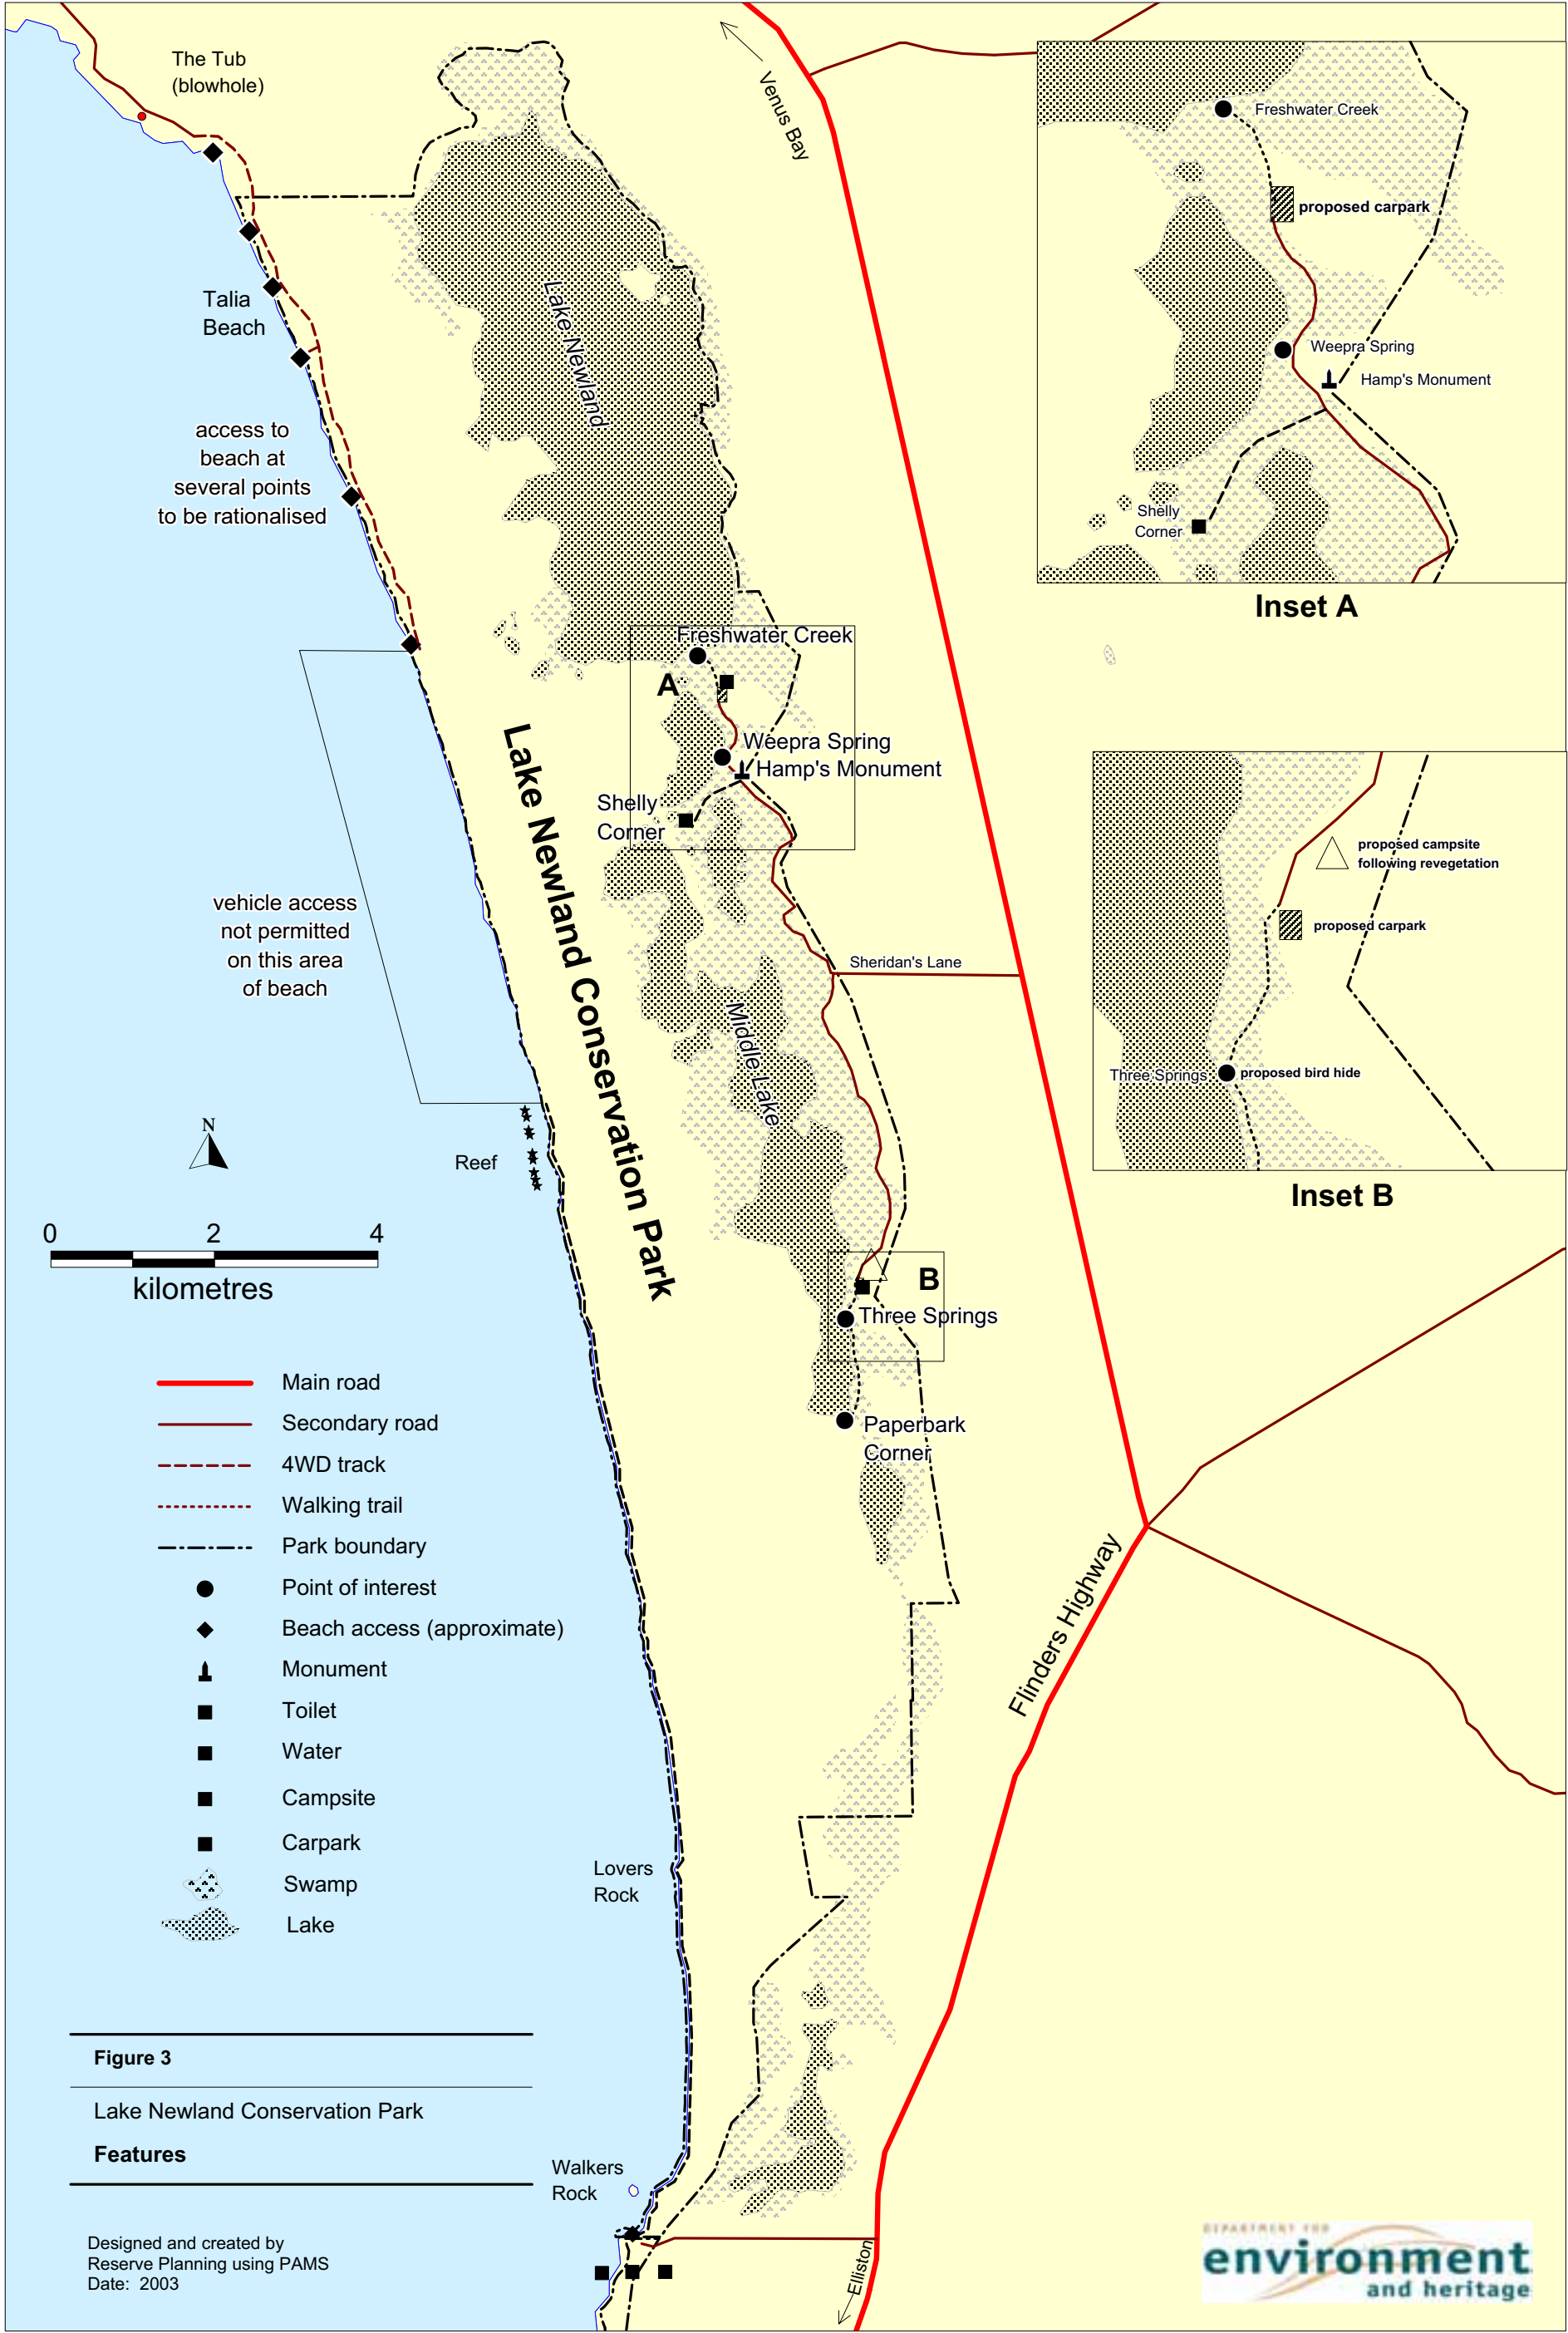 The Tub
(blowhole)
Venus Bay
Talia
Beach
access to
beach at
several points
to be rationalised
Lake Newland
Freshwater Creek
A
Weepra Spring
Hamp's Monument
Shelly
Corner
Lake Newland Conservation Park
vehicle access
not permitted
on this area
of beach
Sheridan's Lane
Middle Lake
Reef
B
Three Springs
Paperbark
Corner
Flinders Highway
Lovers
Rock
Walkers
Rock
Elliston
Freshwater Creek
proposed carpark
Weepra Spring
Hamp's Monument
Shelly
Corner
Inset A
proposed campsite
following revegetation
proposed carpark
Three Springs
proposed bird hide
Inset B
N
0 2 4
kilometres
Main road
Secondary road
4WD track
Walking trail
Park boundary
Point of interest
Beach access (approximate)
Monument
Toilet
Water
Campsite
Carpark
Swamp
Lake
Figure 3
Lake Newland Conservation Park
Features
Designed and created by
Reserve Planning using PAMS
Date: 2003
DEPARTMENT FOR
environment
and heritage